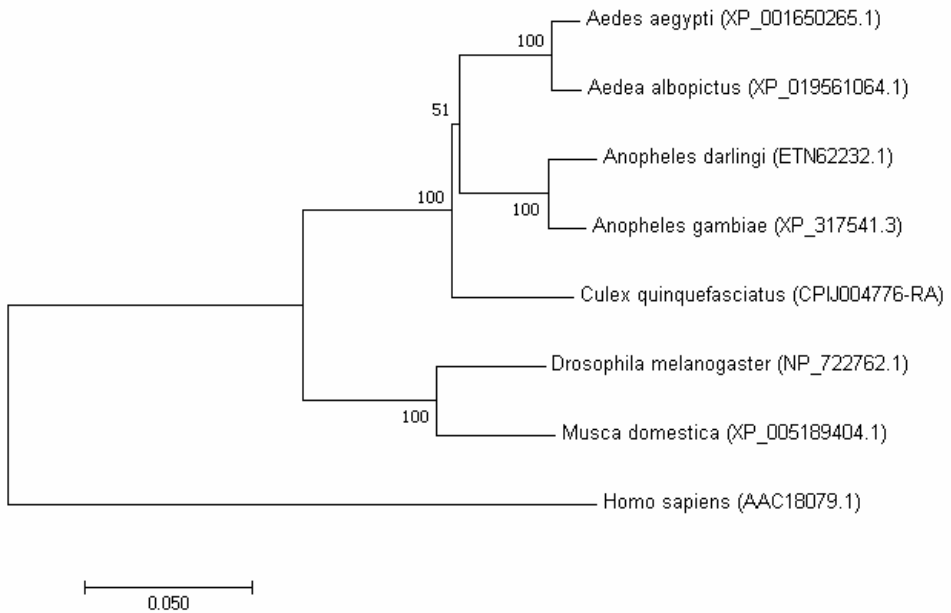 Aedes aegypti (XP_001650265.1)
100
Aedea albopictus (XP_019561064.1)
51
Anopheles darlingi (ETN62232.1)
100
100
Anopheles gambiae (XP_317541.3)
Culex quinquefasciatus (CPIJ004776-RA)
Drosophila melanogaster (NP_722762.1)
100
Musca domestica (XP_005189404.1)
Homo sapiens (AAC18079.1)
0.050